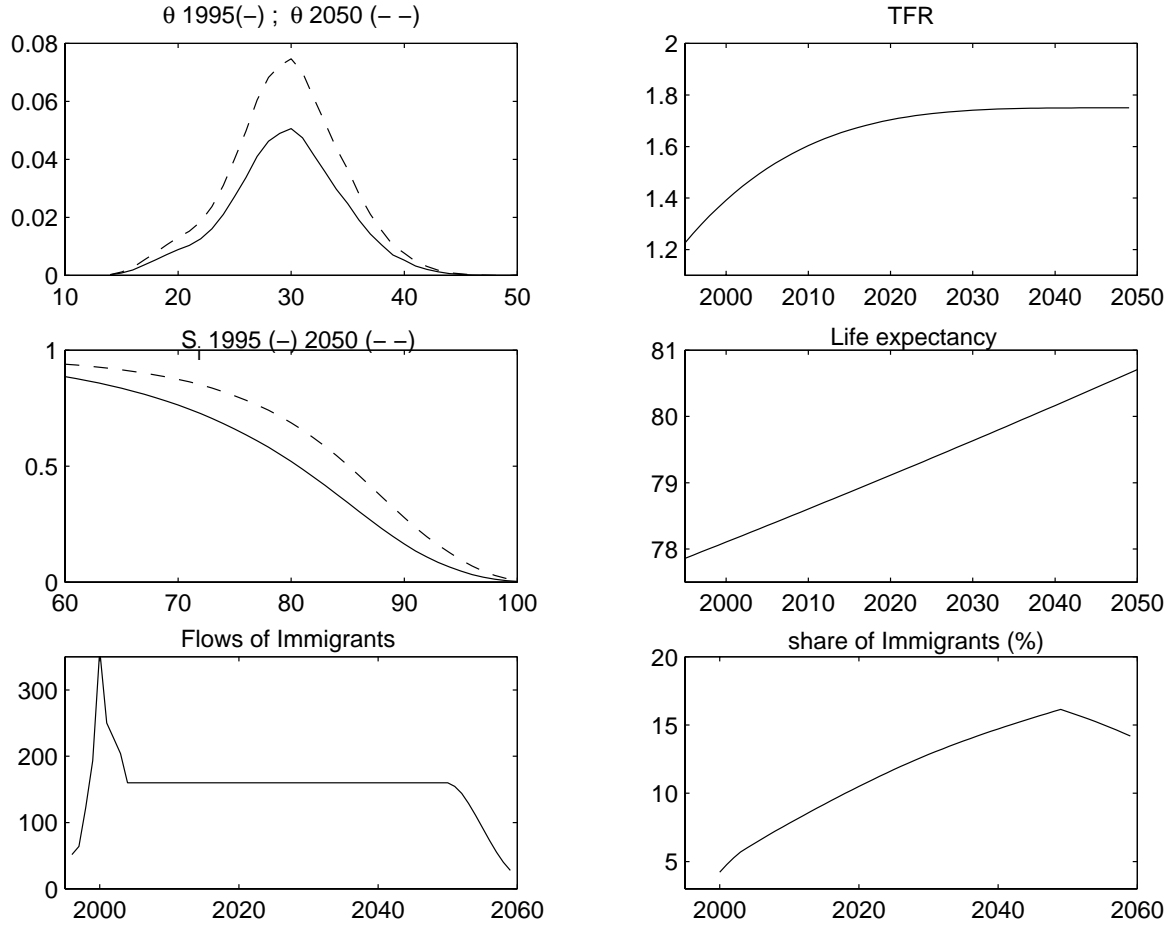 θ 1995(−) ; θ 2050 (− −)
0.08
0.06
0.04
0.02
0
10 20 30 40 50
TFR
2
1.8
1.6
1.4
1.2
2000 2010 2020 2030 2040 2050
Sj 1995 (−) 2050 (− −)
1
0.5
0
60 70 80 90 100
Life expectancy
81
80
79
78
2000 2010 2020 2030 2040 2050
Flows of Immigrants
300
200
100
0
2000 2020 2040 2060
share of Immigrants (%)
20
15
10
5
2000 2020 2040 2060